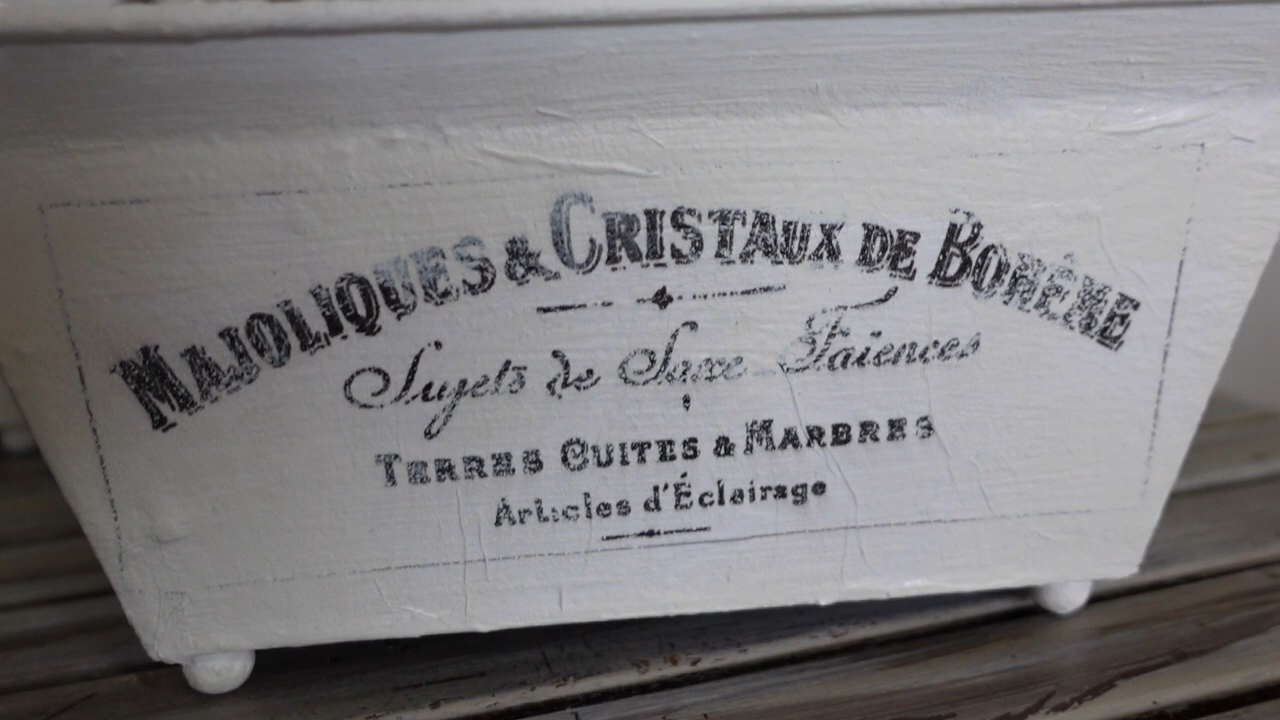 MAJOLIQUES & CRISTAUX DE BOHÊME
Sujets de Saxe Faïences
TERRES CUITES & MARBRES
Articles d'Éclairage